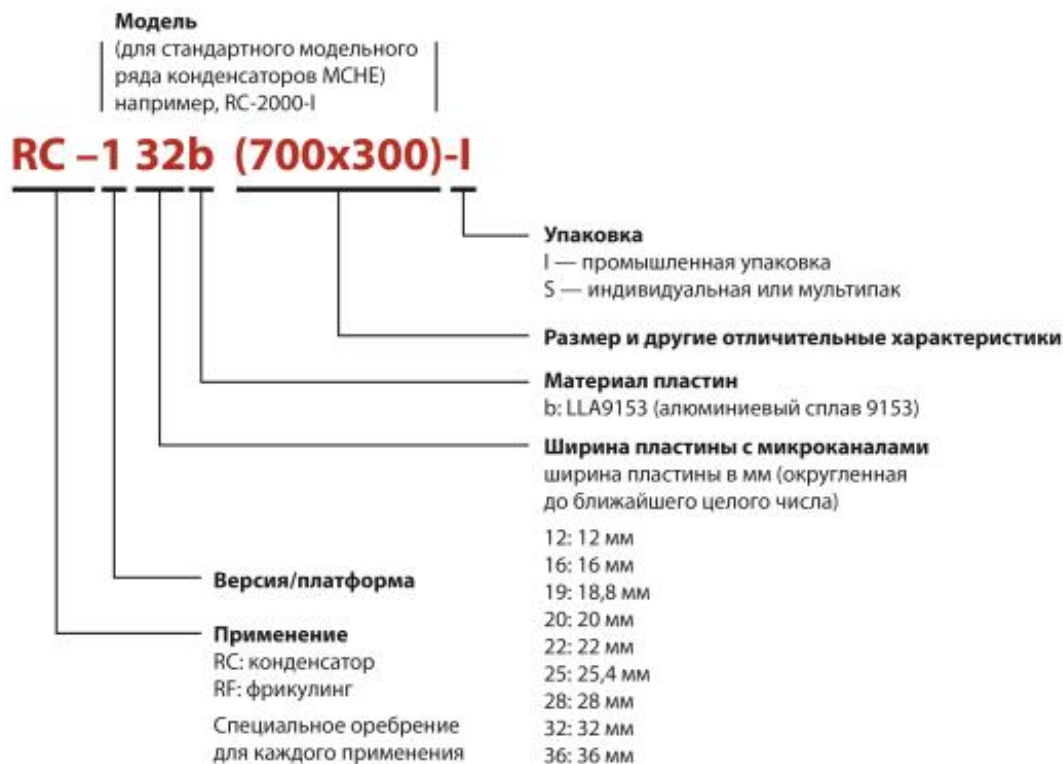 Модель
(для стандартного модельного
ряда конденсаторов MCHE)
например, RC-2000-I
RC –1 32b (700x300)-I
Упаковка
I — промышленная упаковка
S — индивидуальная или мультипак
Размер и другие отличительные характеристики
Материал пластин
b: LLA9153 (алюминиевый сплав 9153)
Ширина пластины с микроканалами
ширина пластины в мм (округленная
до ближайшего целого числа)
12: 12 мм
16: 16 мм
19: 18,8 мм
20: 20 мм
22: 22 мм
25: 25,4 мм
28: 28 мм
32: 32 мм
36: 36 мм
Версия/платформа
Применение
RC: конденсатор
RF: фрикулинг
Специальное оребрение
для каждого применения